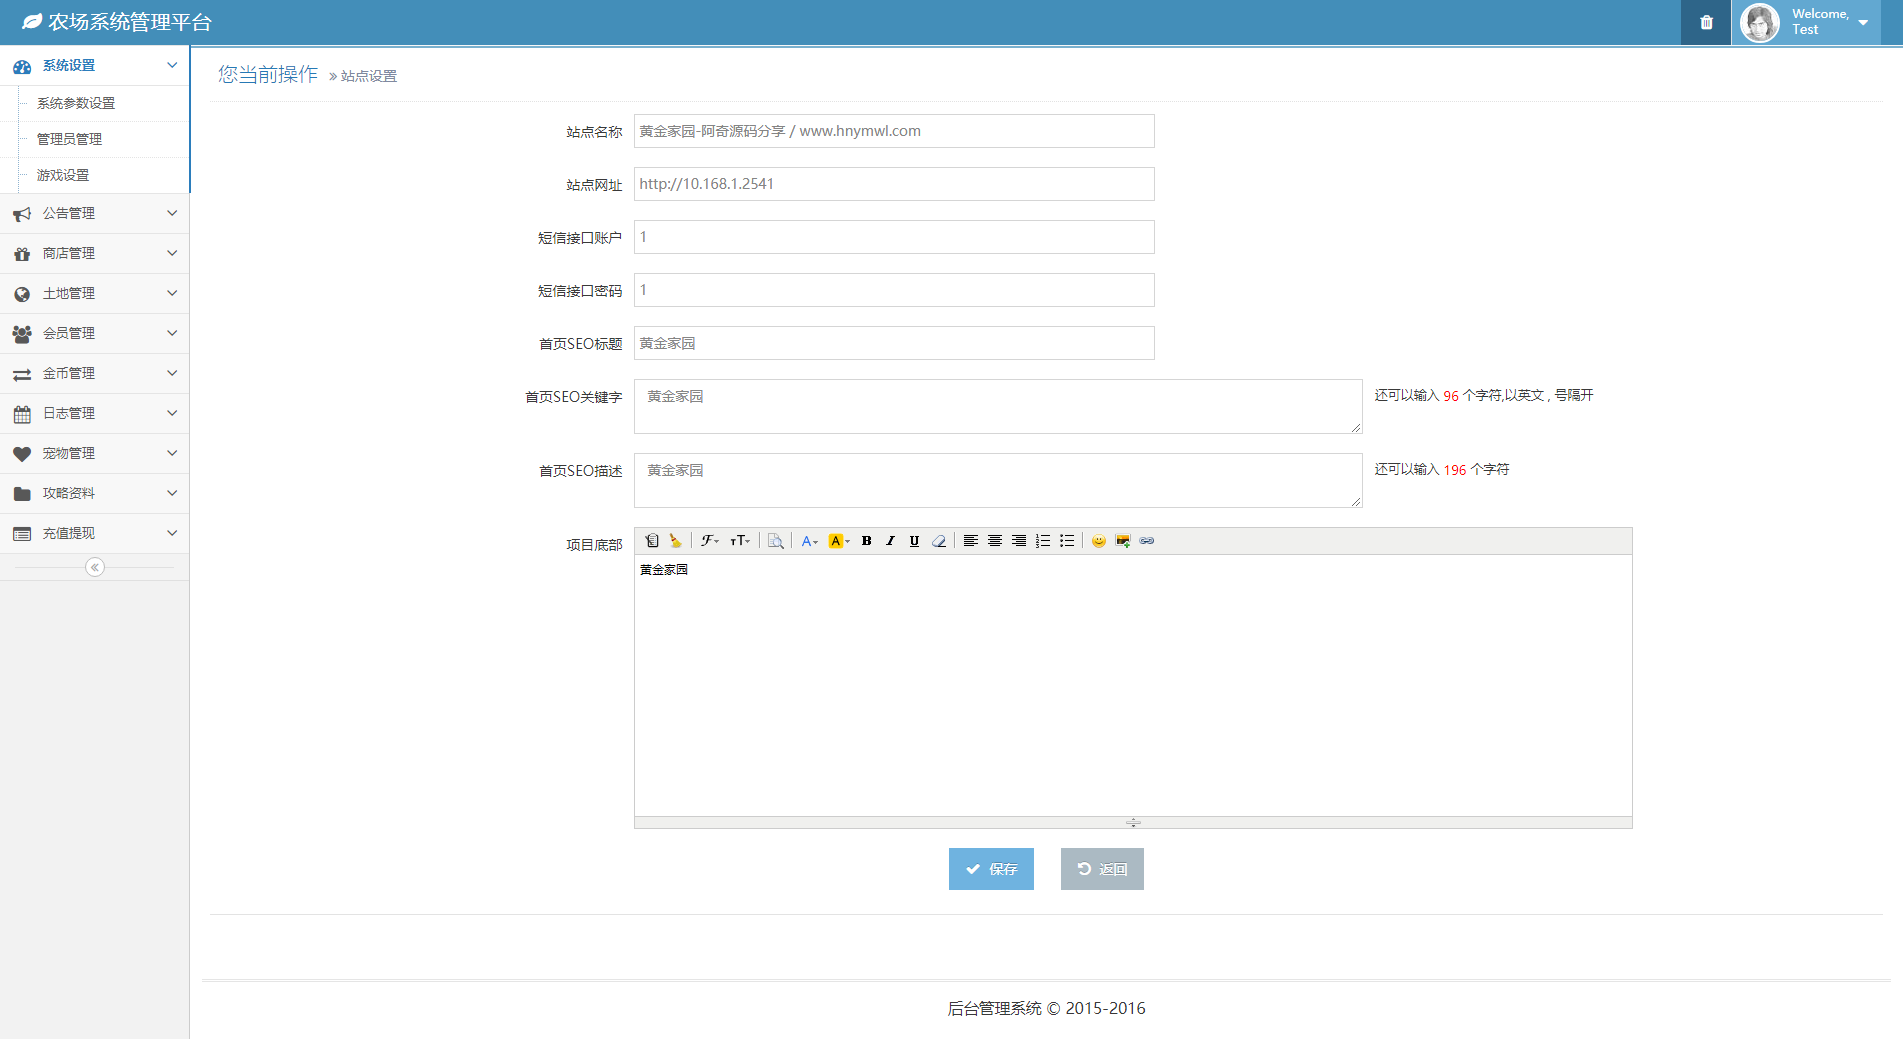 农场系统管理平台
Welcome,
Test
系统设置
系统参数设置
管理员管理
游戏设置
公告管理
商店管理
土地管理
会员管理
金币管理
日志管理
宠物管理
攻略资料
充值提现
您当前操作 » 站点设置
站点名称 黄金家园-阿奇源码分享 / www.hnymwl.com
站点网址 http://10.168.1.2541
短信接口账户 1
短信接口密码 1
首页SEO标题 黄金家园
首页SEO关键字 黄金家园 还可以输入 96 个字符,以英文 , 号隔开
首页SEO描述 黄金家园 还可以输入 196 个字符
项目底部
黄金家园
保存 返回
后台管理系统 © 2015-2016